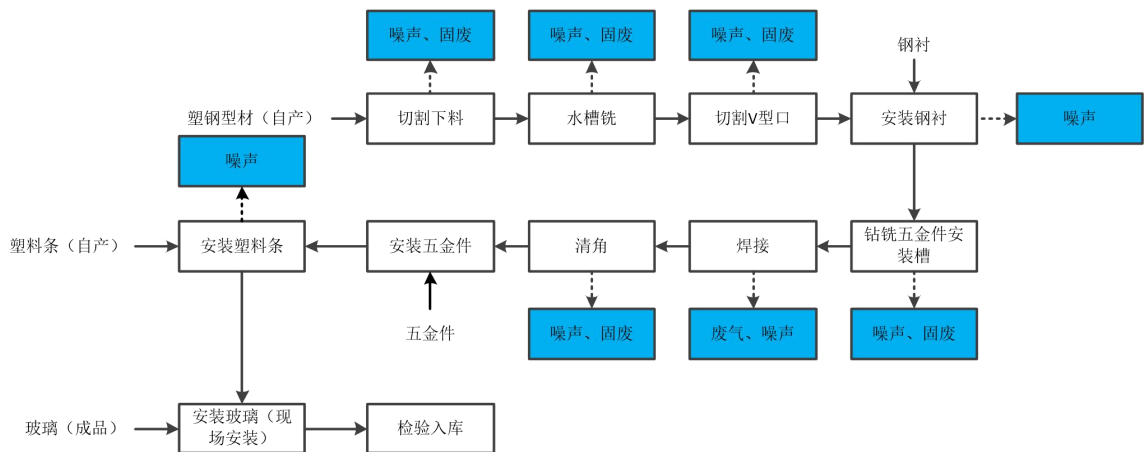 噪声、固废
噪声、固废
噪声、固废
钢衬
塑钢型材（自产）
切割下料
水槽铣
切割V型口
安装钢衬
噪声
噪声
塑料条（自产）
安装塑料条
安装五金件
清角
焊接
钻铣五金件安
装槽
五金件
噪声、固废
废气、噪声
噪声、固废
玻璃（成品）
安装玻璃（现
场安装）
检验入库